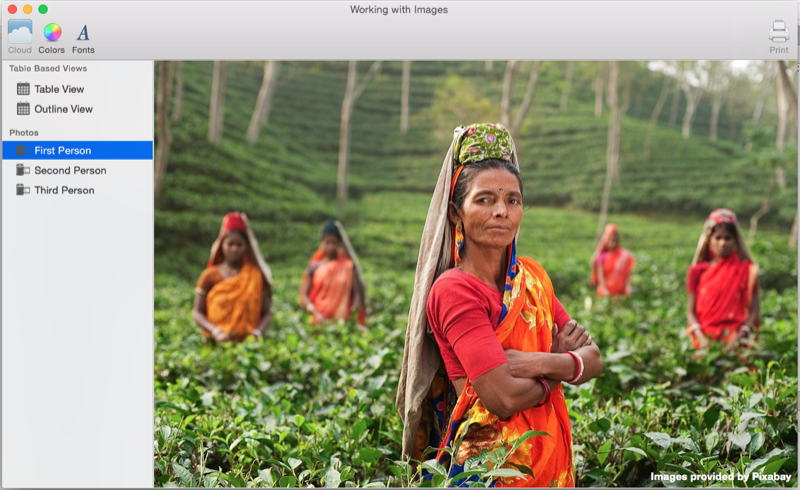 Working with Images
Cloud
Colors
Fonts
Print
Table Based Views
Table View
Outline View
Photos
First Person
Second Person
Third Person
Images provided by Pixabay